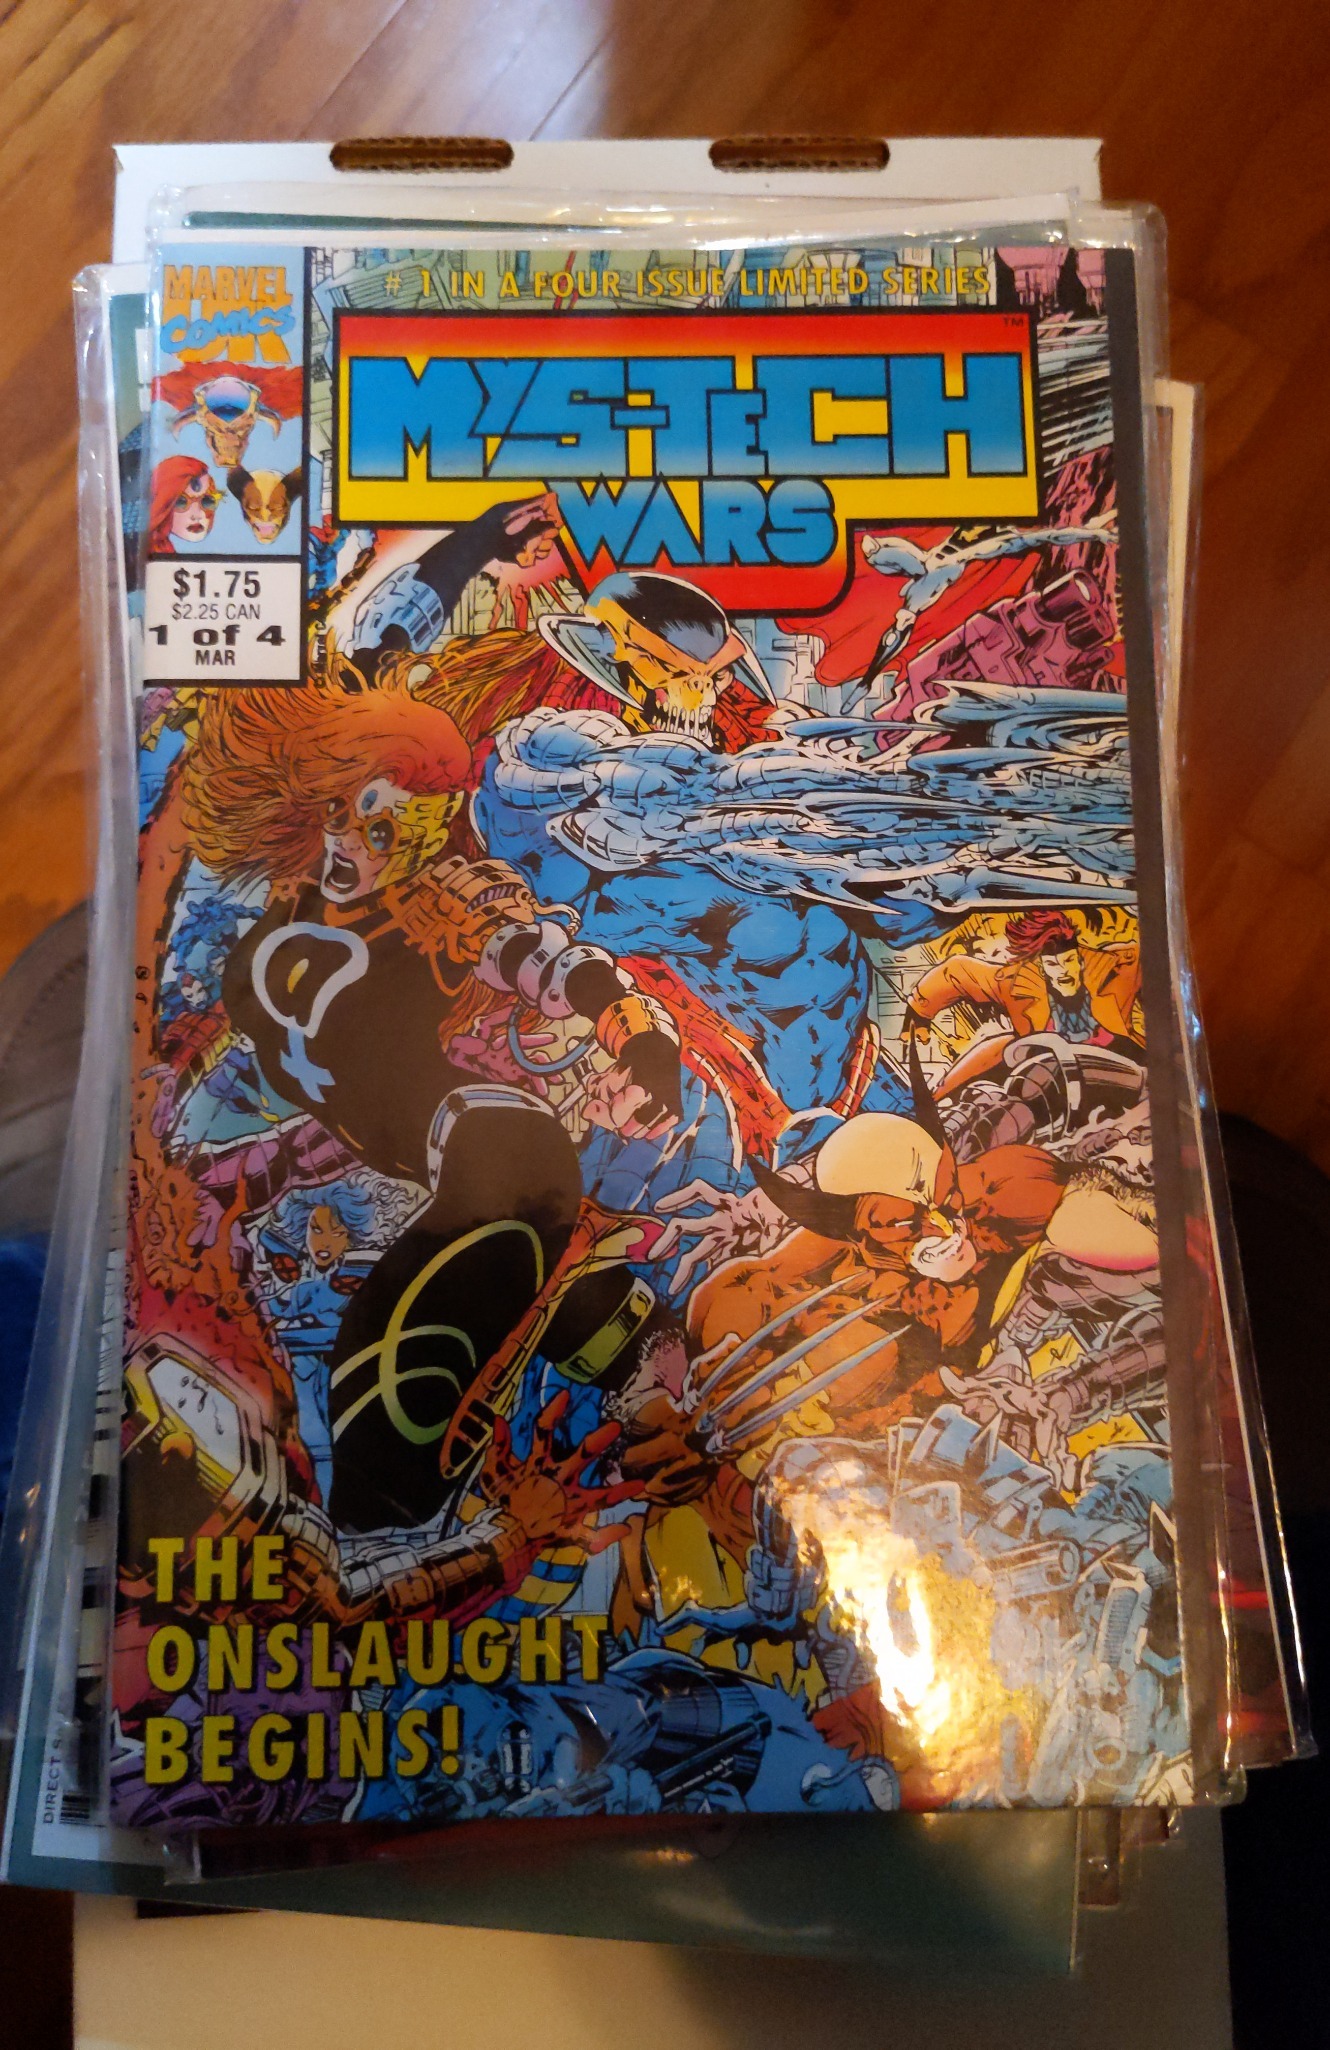 MARVEL
COMICS
UK
$1.75
$2.25 CAN
1 of 4
MAR
# 1 IN A FOUR ISSUE LIMITED SERIES
MYS-TECH
TM
WARS
THE
ONSLAUGHT
BEGINS!
DIRECT S